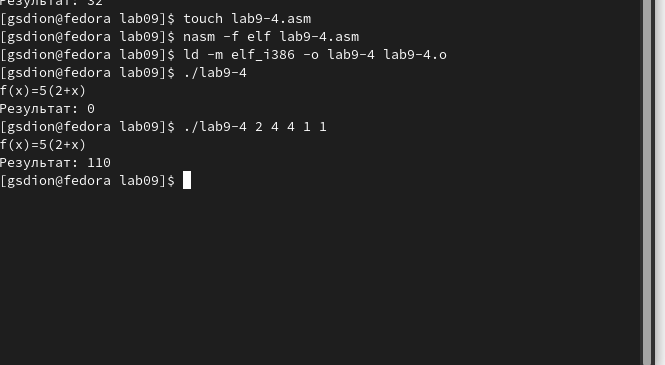 Результат: 32
[gsdion@fedora lab09]$ touch lab9-4.asm
[gsdion@fedora lab09]$ nasm -f elf lab9-4.asm
[gsdion@fedora lab09]$ ld -m elf_i386 -o lab9-4 lab9-4.o
[gsdion@fedora lab09]$ ./lab9-4
f(x)=5(2+x)
Результат: 0
[gsdion@fedora lab09]$ ./lab9-4 2 4 4 1 1
f(x)=5(2+x)
Результат: 110
[gsdion@fedora lab09]$